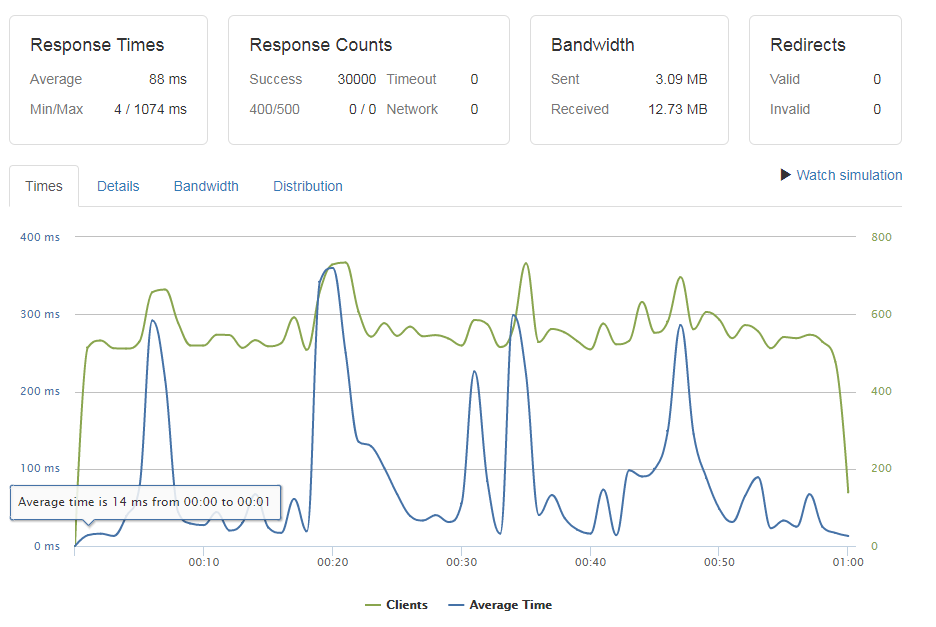 Response Times
Average 88 ms
Min/Max 4 / 1074 ms
Response Counts
Success 30000 Timeout 0
400/500 0 / 0 Network 0
Bandwidth
Sent 3.09 MB
Received 12.73 MB
Redirects
Valid 0
Invalid 0
Times Details Bandwidth Distribution
Watch simulation
400 ms 800
300 ms 600
200 ms 400
100 ms 200
Average time is 14 ms from 00:00 to 00:01
0 ms 0
00:10 00:20 00:30 00:40 00:50 01:00
Clients Average Time